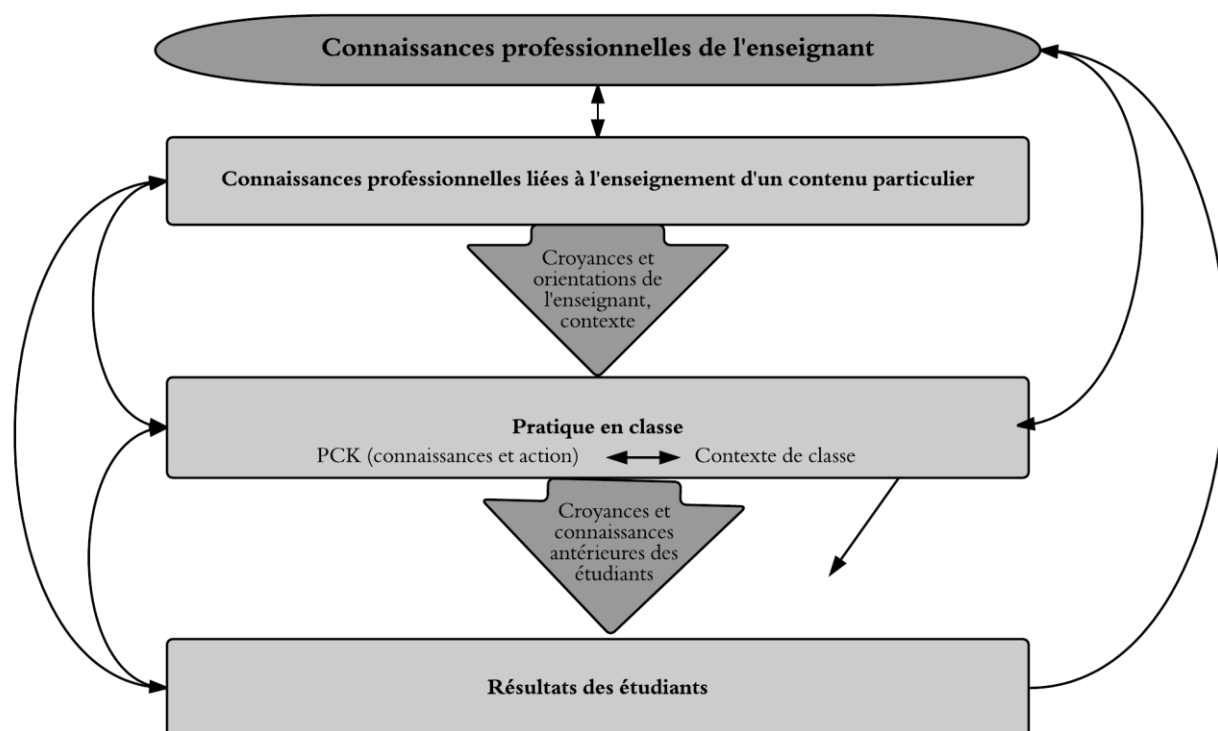 Connaissances professionnelles de l'enseignant
Connaissances professionnelles liées à l'enseignement d'un contenu particulier
Croyances et
orientations de
l'enseignant,
contexte
Pratique en classe
PCK (connaissances et action)
Contexte de classe
Croyances et
connaissances
antérieures des
étudiants
Résultats des étudiants